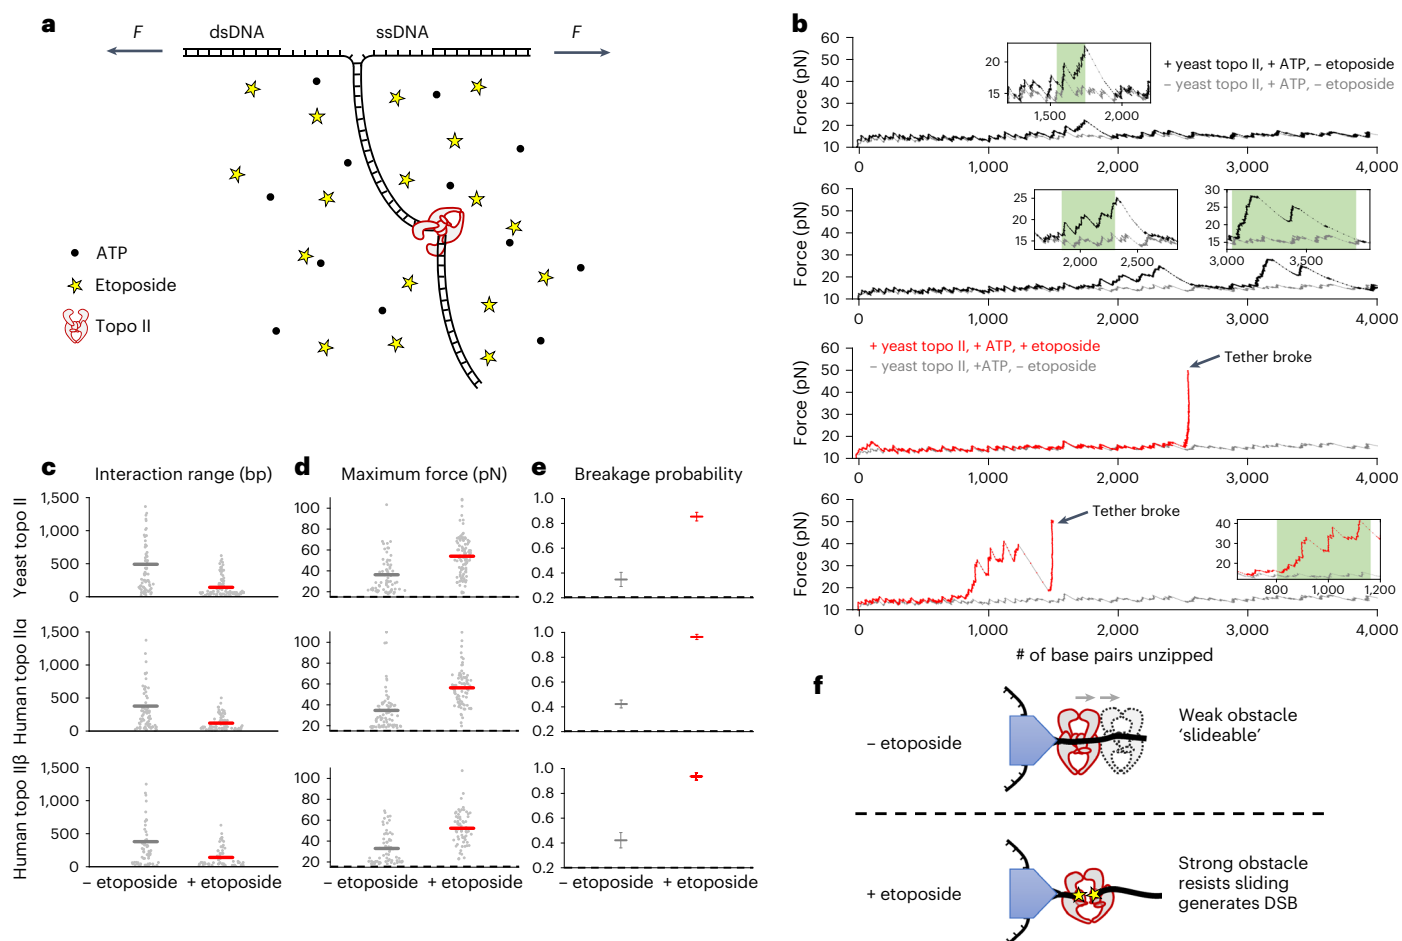 a
F
dsDNA
ssDNA
F
ATP
Etoposide
Topo II
b
Force (pN)
60
50
40
30
20
10
0
1,000
2,000
3,000
4,000
20
15
1,500
2,000
+ yeast topo II, + ATP, – etoposide
– yeast topo II, + ATP, – etoposide
Force (pN)
60
50
40
30
20
10
0
1,000
2,000
3,000
4,000
25
20
15
2,000
2,500
30
25
20
15
3,000
3,500
Force (pN)
60
50
40
30
20
10
0
1,000
2,000
3,000
4,000
+ yeast topo II, + ATP, + etoposide
– yeast topo II, +ATP, – etoposide
Tether broke
Force (pN)
60
50
40
30
20
10
0
1,000
2,000
3,000
4,000
Tether broke
40
30
20
800
1,000
1,200
# of base pairs unzipped
c
Interaction range (bp)
d
Maximum force (pN)
e
Breakage probability
Yeast topo II
1,500
1,000
500
0
100
80
60
40
20
1.0
0.8
0.6
0.4
0.2
Human topo IIα
1,500
1,000
500
0
100
80
60
40
20
1.0
0.8
0.6
0.4
0.2
Human topo IIβ
1,500
1,000
500
0
100
80
60
40
20
1.0
0.8
0.6
0.4
0.2
– etoposide
+ etoposide
– etoposide
+ etoposide
– etoposide
+ etoposide
f
– etoposide
Weak obstacle
‘slideable’
+ etoposide
Strong obstacle
resists sliding
generates DSB